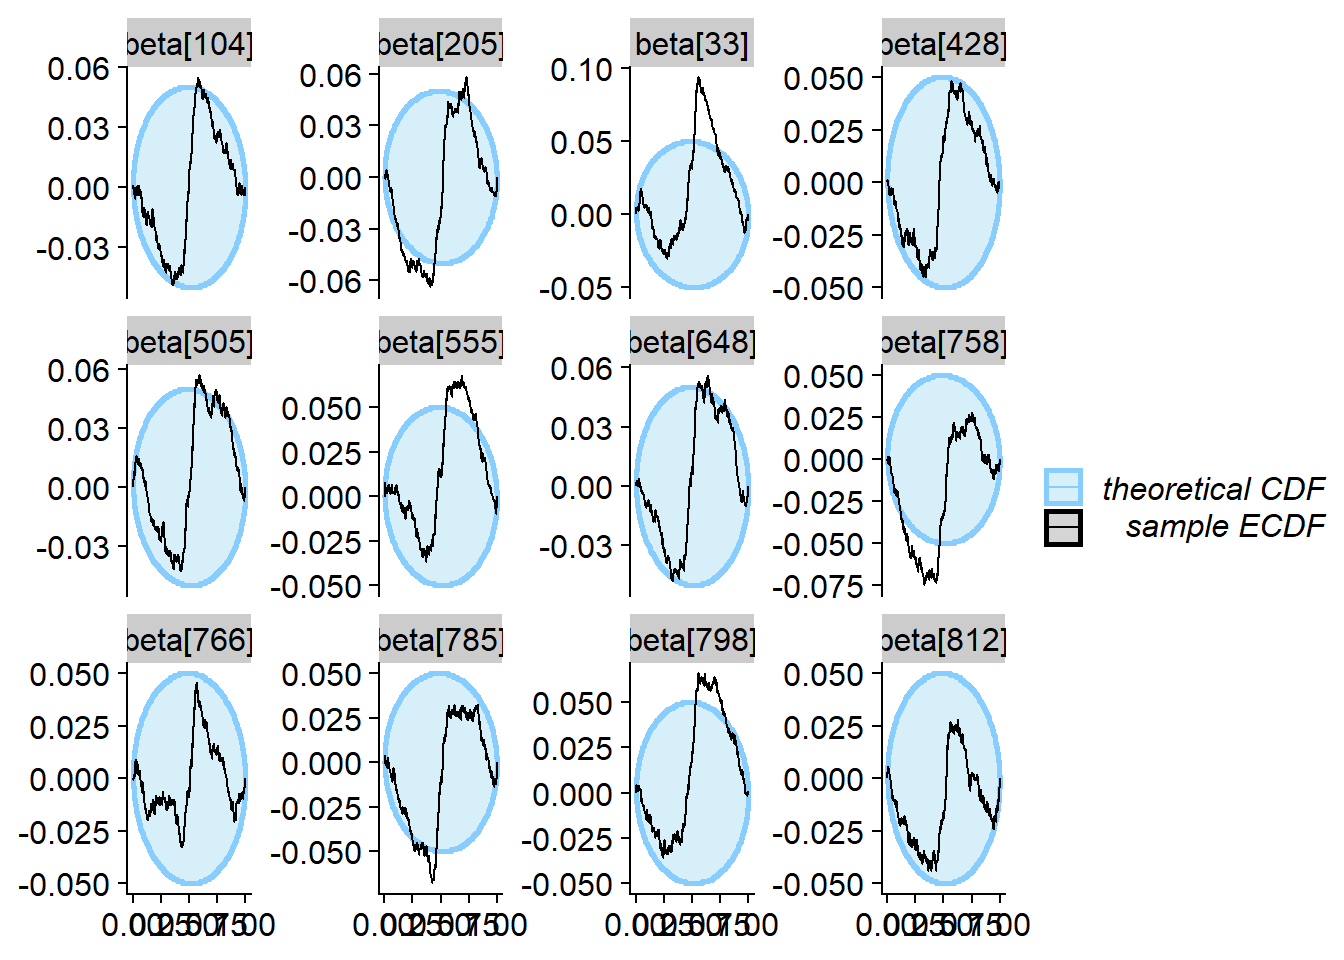 beta[104] beta[205] beta[33] beta[428]
0.06 0.03 0.00 -0.03
0.06 0.03 0.00 -0.03 -0.06
0.10 0.05 0.00 -0.05
0.050 0.025 0.000 -0.025 -0.050
beta[505] beta[555] beta[648] beta[758]
0.06 0.03 0.00 -0.03
0.050 0.025 0.000 -0.025 -0.050
0.06 0.03 0.00 -0.03
0.050 0.025 0.000 -0.025 -0.050 -0.075
beta[766] beta[785] beta[798] beta[812]
0.050 0.025 0.000 -0.025 -0.050
0.025 0.000 -0.025 -0.050
0.050 0.025 0.000 -0.025 -0.050
0.050 0.025 0.000 -0.025 -0.050
theoretical CDF
sample ECDF